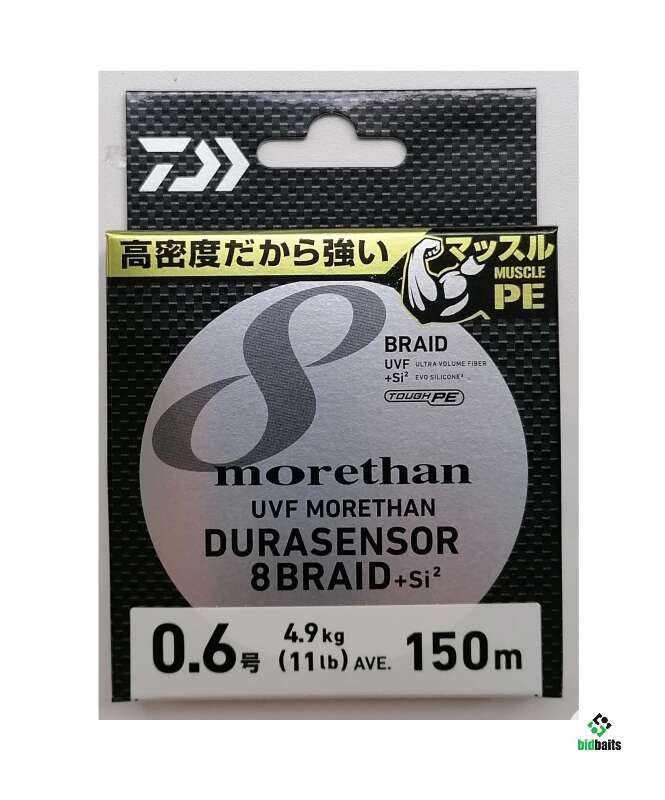 高密度だから強い
マッスル
MUSCLE
PE
8
BRAID
UVF ULTRA VOLUME FIBER
+Si² EVO SILICONE²
TOUGH PE
morethan
UVF MORETHAN
DURASENSOR
8BRAID+Si²
0.6号 4.9kg (11lb) AVE. 150m
bidbaits